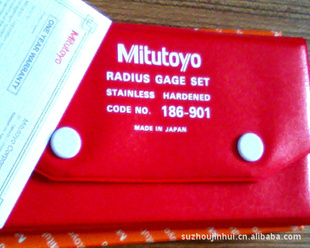 ONE YEAR WARRANTY
Mitutoyo
Mitutoyo
RADIUS GAGE SET
STAINLESS HARDENED
CODE NO. 186-901
MADE IN JAPAN
suzhoujinhui.cn.alibaba.com